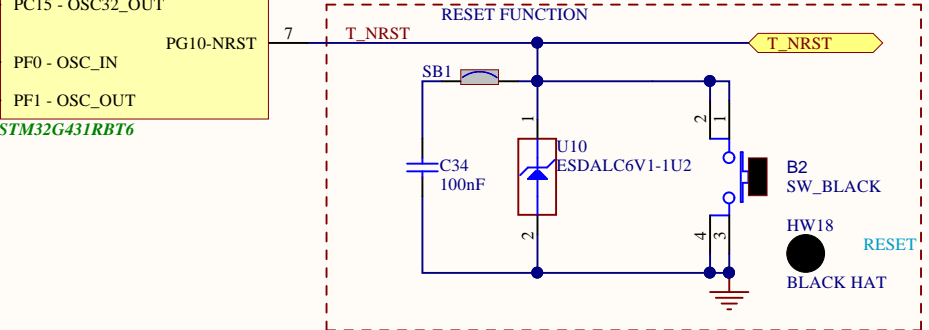 PC15 - OSC32_OUT
RESET FUNCTION
PG10-NRST
7
T_NRST
T_NRST
PF0 - OSC_IN
SB1
PF1 - OSC_OUT
STM32G431RBT6
1
2
1
U10
ESDALC6V1-1U2
C34
100nF
B2
SW_BLACK
2
4
3
HW18
RESET
BLACK HAT